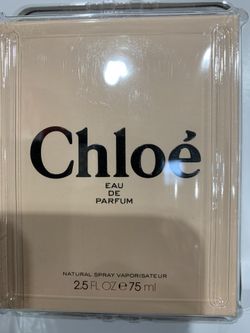 Chloé
EAU
DE
PARFUM
NATURAL SPRAY VAPORISATEUR
2.5 FL OZ ℮ 75 ml